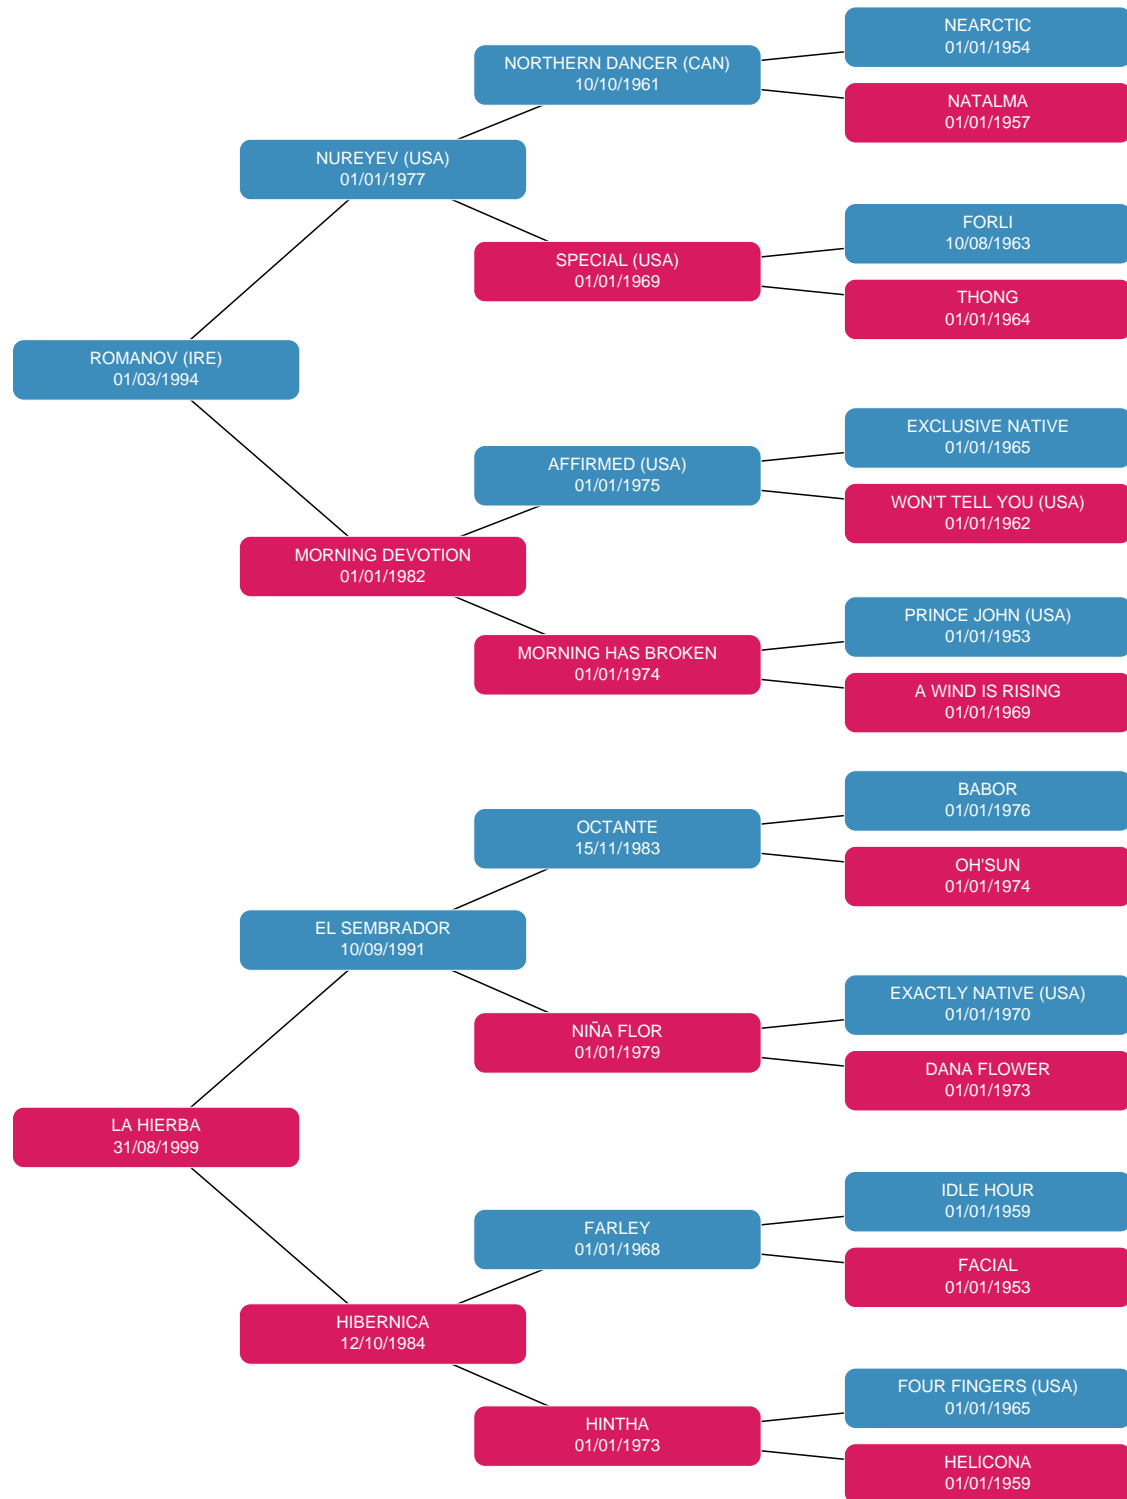 NEARCTIC
01/01/1954
NORTHERN DANCER (CAN)
10/10/1961
NATALMA
01/01/1957
NUREYEV (USA)
01/01/1977
FORLI
10/08/1963
SPECIAL (USA)
01/01/1969
THONG
01/01/1964
ROMANOV (IRE)
01/03/1994
EXCLUSIVE NATIVE
01/01/1965
AFFIRMED (USA)
01/01/1975
WON'T TELL YOU (USA)
01/01/1962
MORNING DEVOTION
01/01/1982
PRINCE JOHN (USA)
01/01/1953
MORNING HAS BROKEN
01/01/1974
A WIND IS RISING
01/01/1969
BABOR
01/01/1976
OCTANTE
15/11/1983
OH'SUN
01/01/1974
EL SEMBRADOR
10/09/1991
EXACTLY NATIVE (USA)
01/01/1970
NIÑA FLOR
01/01/1979
DANA FLOWER
01/01/1973
LA HIERBA
31/08/1999
IDLE HOUR
01/01/1959
FARLEY
01/01/1968
FACIAL
01/01/1953
HIBERNICA
12/10/1984
FOUR FINGERS (USA)
01/01/1965
HINTHA
01/01/1973
HELICONA
01/01/1959